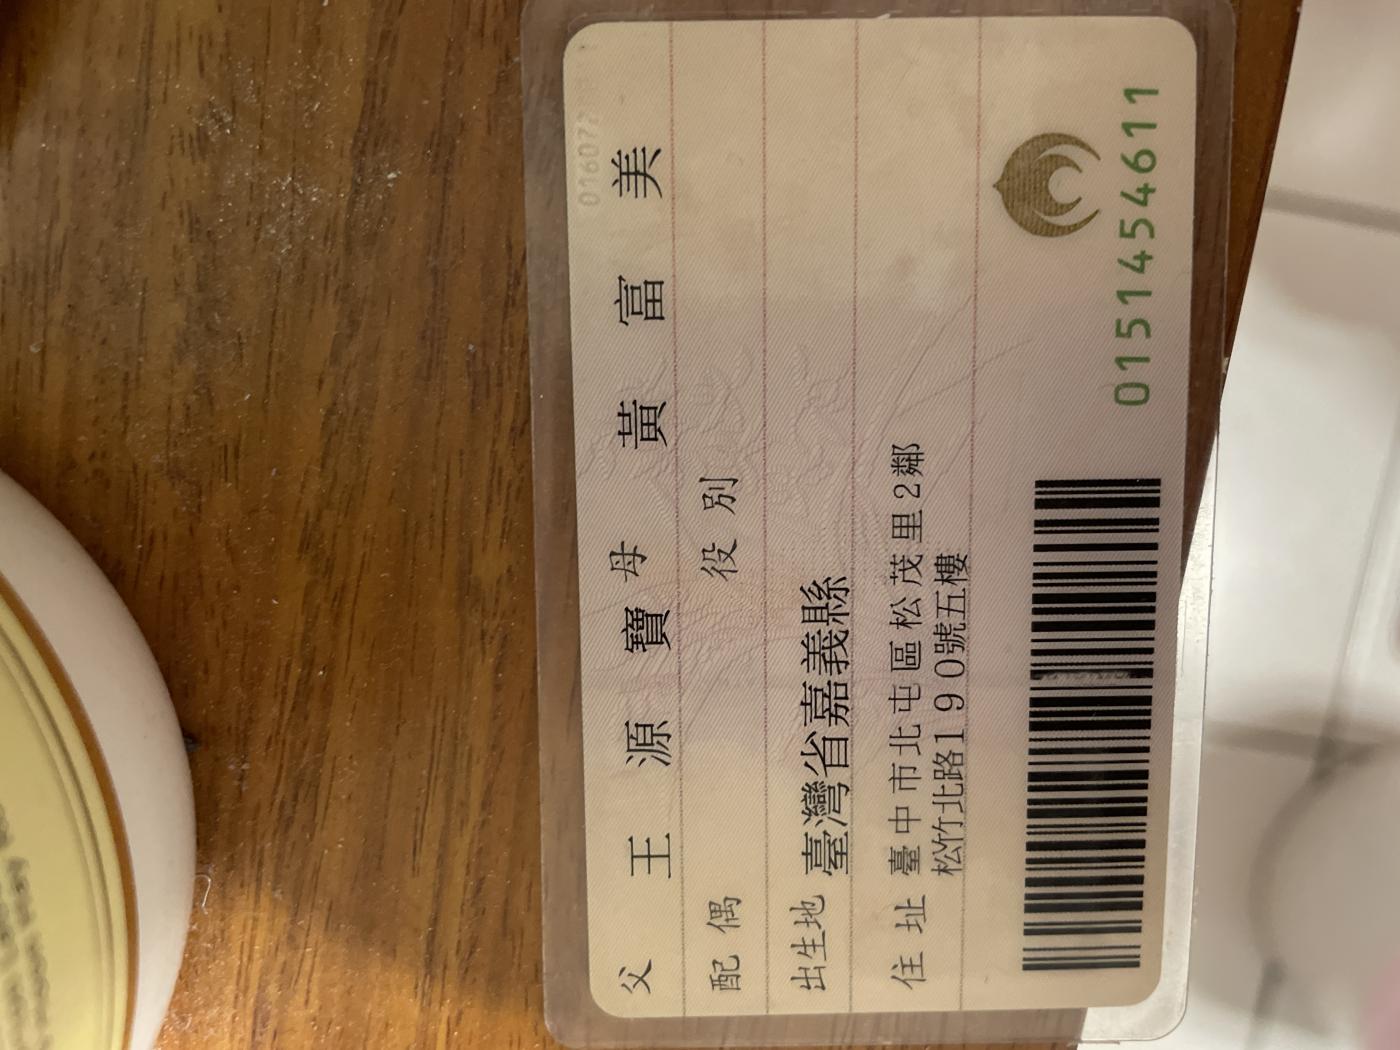 父 王源寶 母 黃富美
配偶 役別
出生地 臺灣省嘉義縣
住址 臺中市北屯區松茂里2鄰
松竹北路190號五樓
0151454611